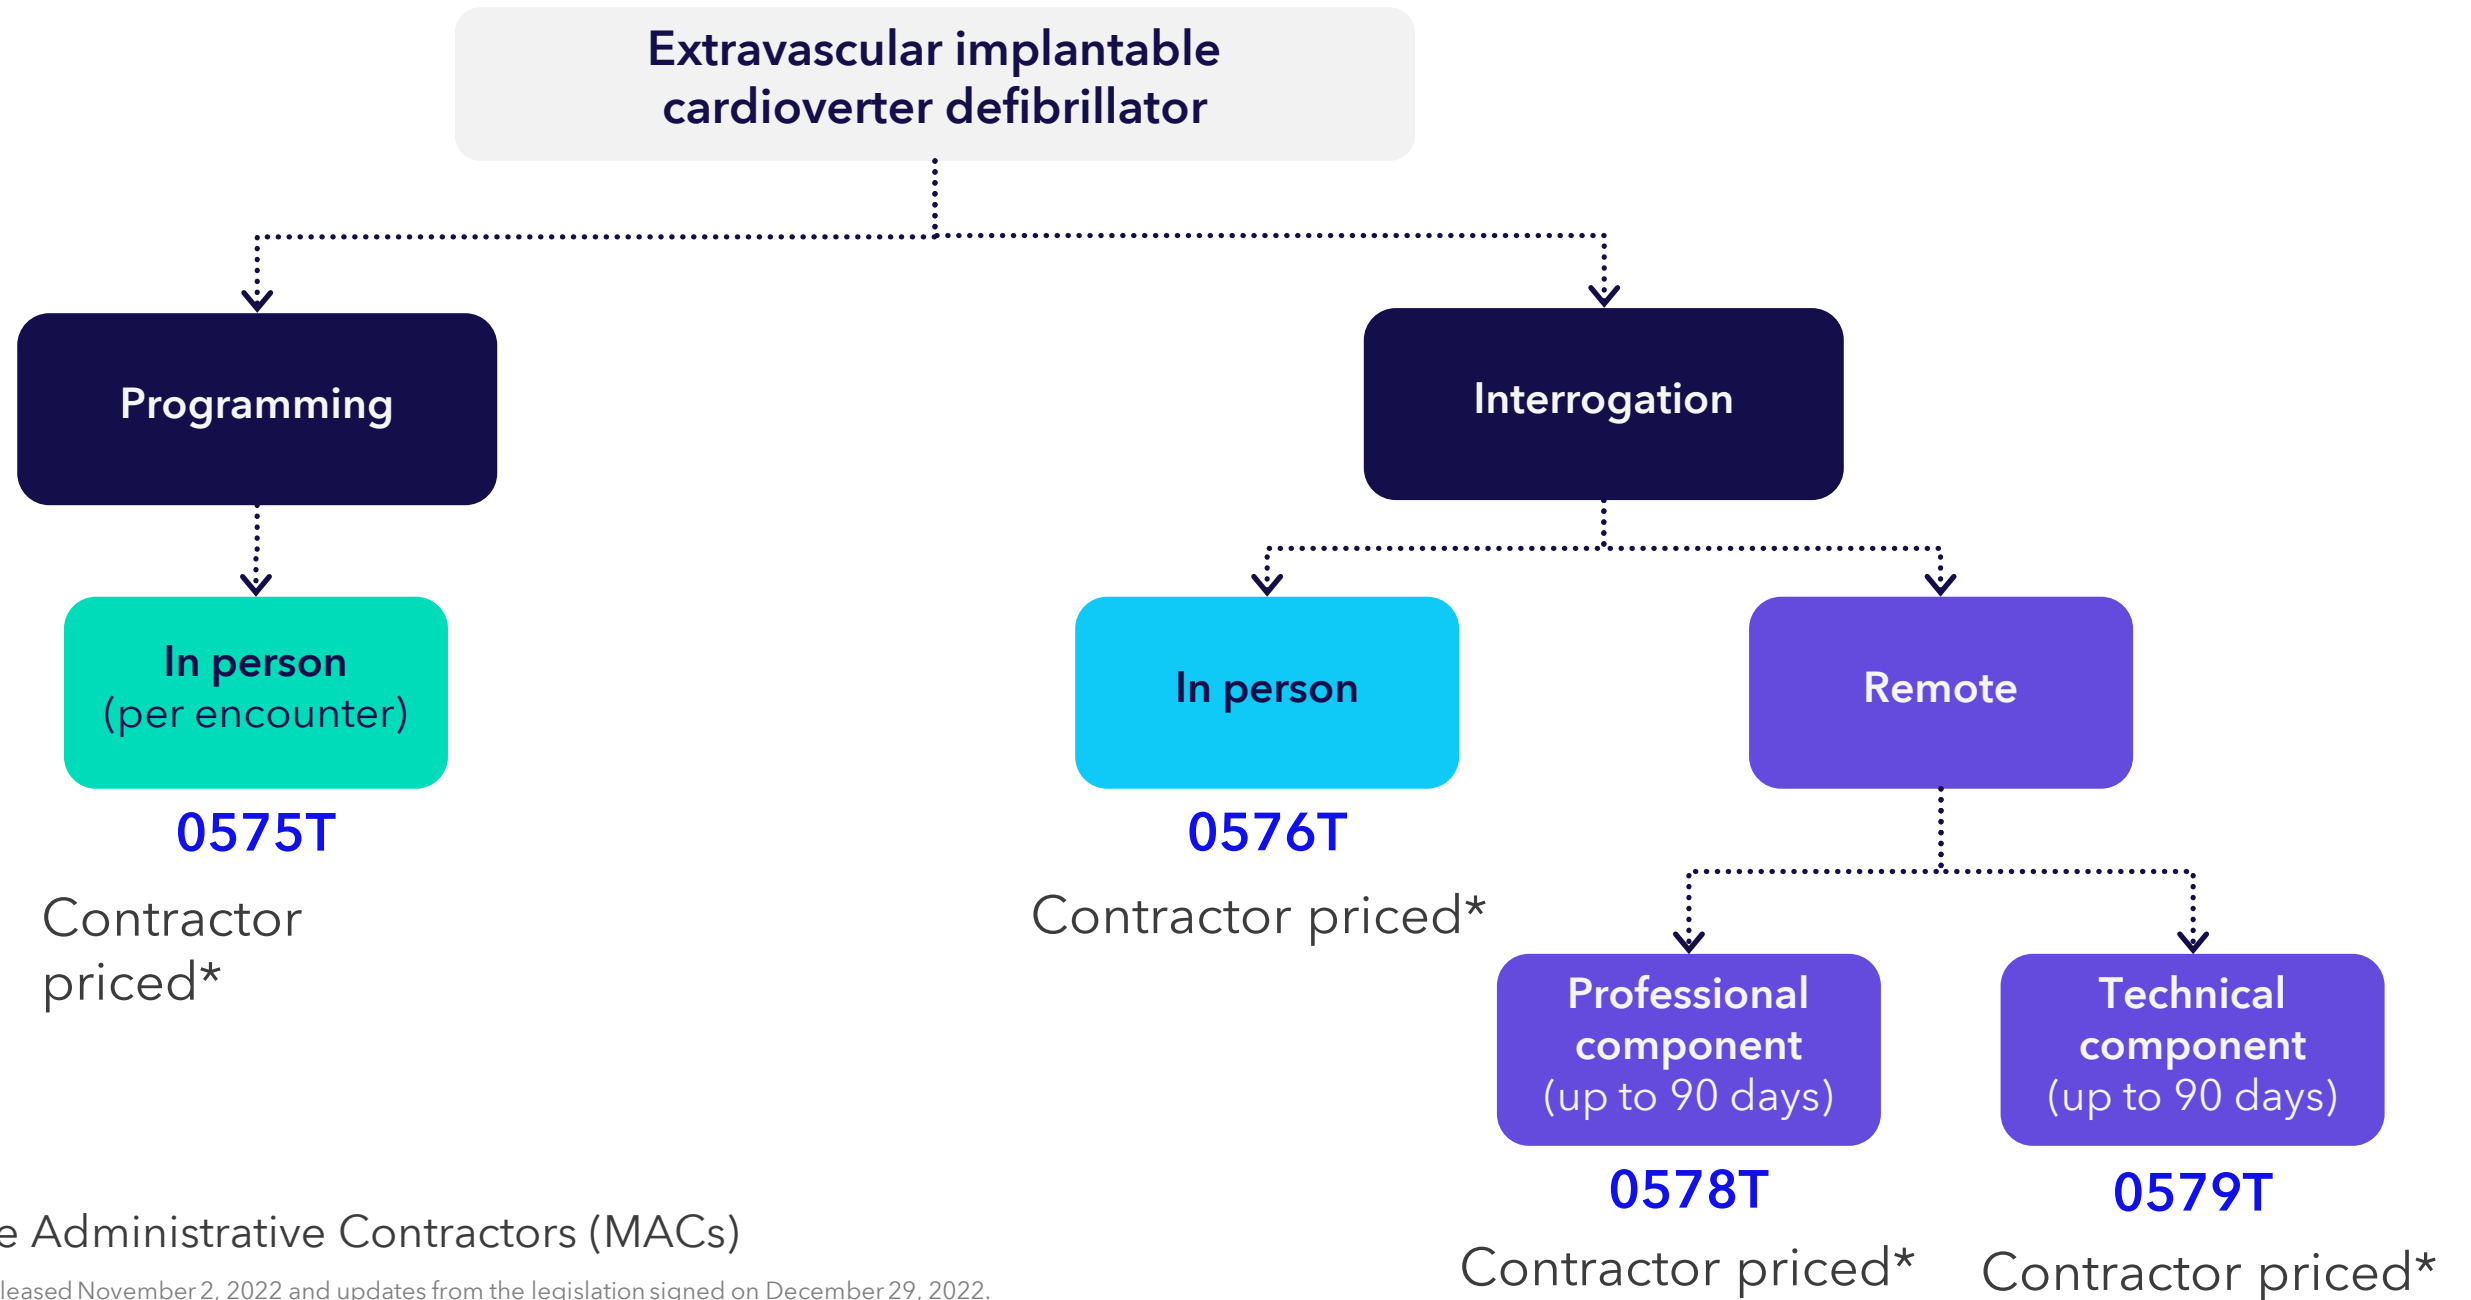 Extravascular implantable
cardioverter defibrillator
Programming
Interrogation
In person
(per encounter)
In person
Remote
0575T
0576T
Contractor
priced*
Contractor priced*
Professional
component
(up to 90 days)
Technical
component
(up to 90 days)
0578T
0579T
Contractor priced*
Contractor priced*
e Administrative Contractors (MACs)
leased November 2, 2022 and updates from the legislation signed on December 29, 2022.